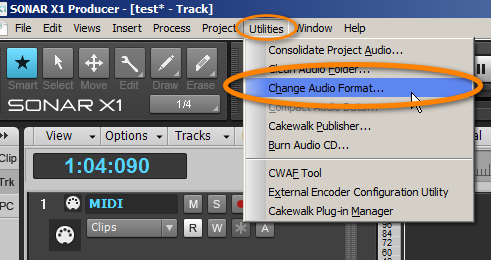 SONAR X1 Producer - [test* - Track]
File Edit Views Insert Process Project Utilities Window Help
Smart Select Move Edit Draw Erase
SONAR X1 1/4
View Options Tracks
Clip
Trk
PC
1:04:090
1 MIDI M S
Clips R W A
Consolidate Project Audio...
Clean Audio Folder...
Change Audio Format...
Compact Audio Data...
Cakewalk Publisher...
Burn Audio CD...
CWAF Tool
External Encoder Configuration Utility
Cakewalk Plug-in Manager
96